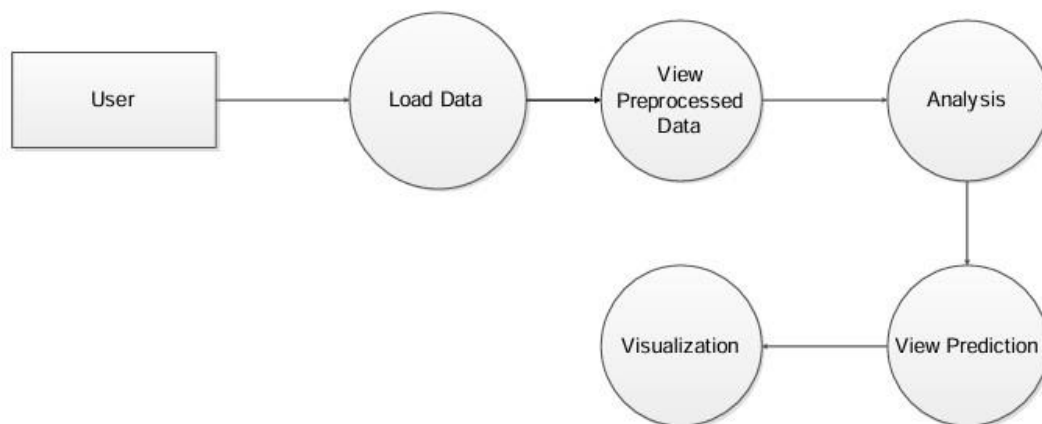 User
Load Data
View
Preprocessed
Data
Analysis
Visualization
View Prediction